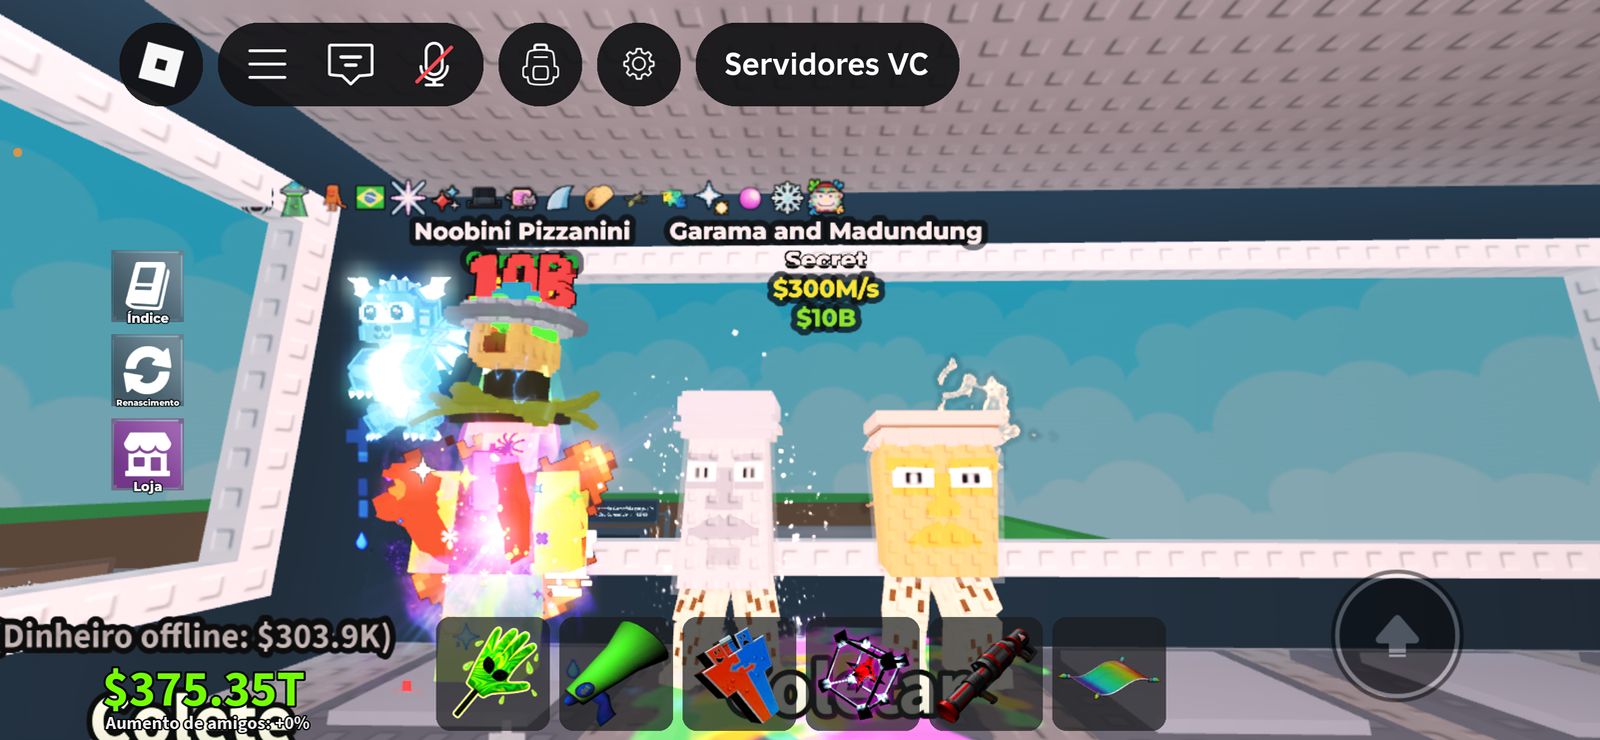 Servidores VC
Noobini Pizzanini
Garama and Madundung
Secret
10B
$300M/s
$10B
Índice
Renascimento
Loja
Dinheiro offline: $303.9K)
$375.35T
Aumento de amigos: +0%